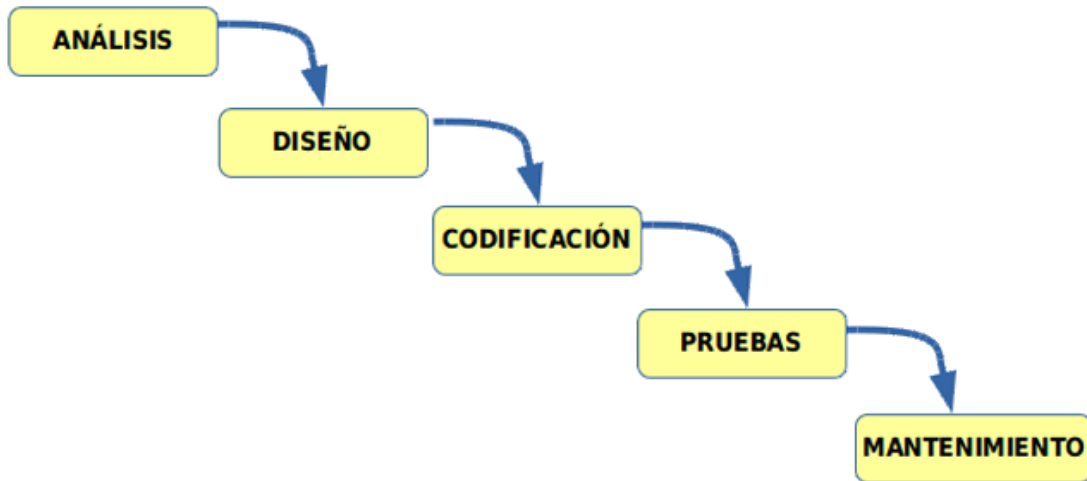 ANÁLISIS
DISEÑO
CODIFICACIÓN
PRUEBAS
MANTENIMIENTO